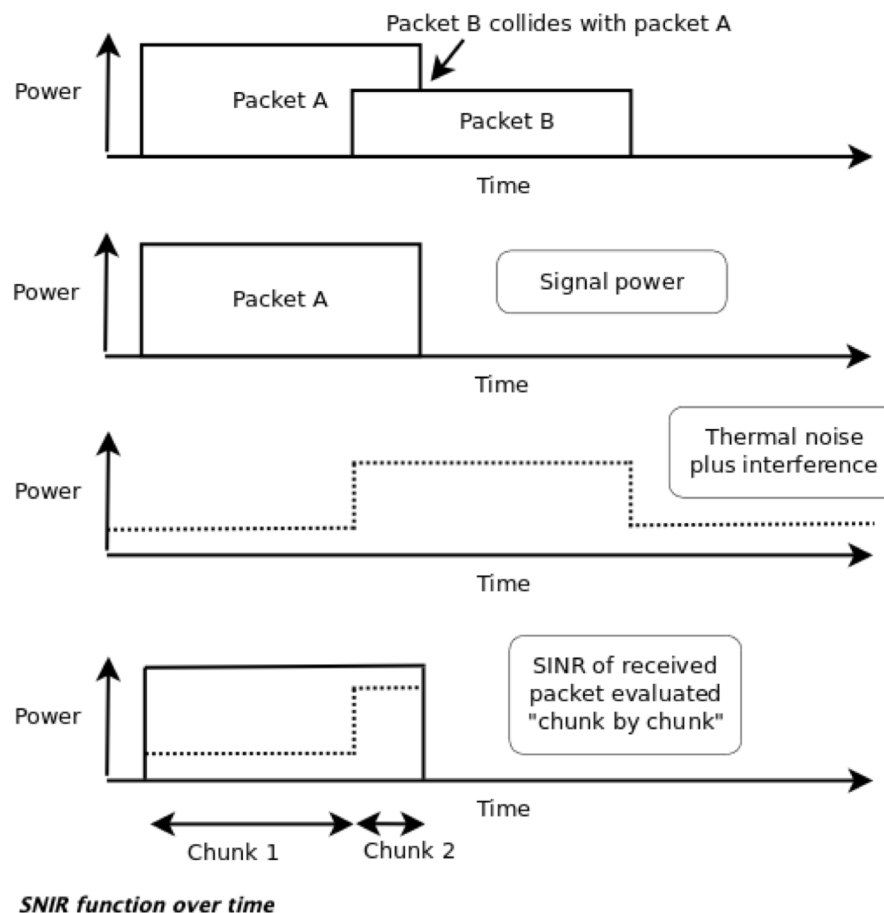 Packet B collides with packet A
Power
Packet A
Packet B
Time
Power
Packet A
Signal power
Time
Thermal noise
plus interference
Power
Time
SINR of received
packet evaluated
"chunk by chunk"
Power
Time
Chunk 1
Chunk 2
SNIR function over time